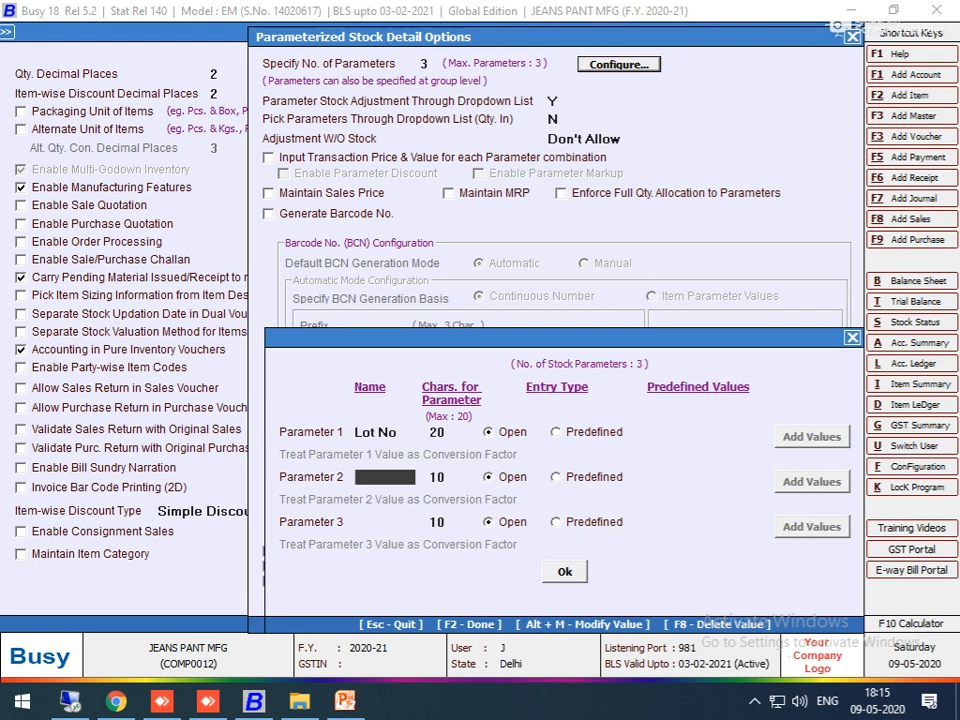 Busy 18 Rel 5.2 | Stat Rel 140 | Model : EM (S.No. 14020617) | BLS upto 03-02-2021 | Global Edition | JEANS PANT MFG (F.Y. 2020-21)
>>
Qty. Decimal Places 2
Item-wise Discount Decimal Places 2
Packaging Unit of Items (eg. Pcs. & Box, P
Alternate Unit of Items (eg. Pcs. & Kgs., F
Alt. Qty. Con. Decimal Places 3
Enable Multi-Godown Inventory
Enable Manufacturing Features
Enable Sale Quotation
Enable Purchase Quotation
Enable Order Processing
Enable Sale/Purchase Challan
Carry Pending Material Issued/Receipt to n
Pick Item Sizing Information from Item Des
Separate Stock Updation Date in Dual Vou
Separate Stock Valuation Method for Items
Accounting in Pure Inventory Vouchers
Enable Party-wise Item Codes
Allow Sales Return in Sales Voucher
Allow Purchase Return in Purchase Vouch
Validate Sales Return with Original Sales
Validate Purc. Return with Original Purchas
Enable Bill Sundry Narration
Invoice Bar Code Printing (2D)
Item-wise Discount Type Simple Discou
Enable Consignment Sales
Maintain Item Category
Parameterized Stock Detail Options
Specify No. of Parameters 3 (Max. Parameters : 3) Configure...
(Parameters can also be specified at group level)
Parameter Stock Adjustment Through Dropdown List Y
Pick Parameters Through Dropdown List (Qty. In) N
Adjustment W/O Stock Don't Allow
Input Transaction Price & Value for each Parameter combination
Enable Parameter Discount Enable Parameter Markup
Maintain Sales Price Maintain MRP Enforce Full Qty. Allocation to Parameters
Generate Barcode No.
Barcode No. (BCN) Configuration
Default BCN Generation Mode Automatic Manual
Automatic Mode Configuration
Specify BCN Generation Basis Continuous Number Item Parameter Values
Prefix (Max. 3 Char.)
(No. of Stock Parameters : 3)
Name Chars. for Parameter Entry Type Predefined Values
(Max : 20)
Parameter 1 Lot No 20 Open Predefined Add Values
Treat Parameter 1 Value as Conversion Factor
Parameter 2 10 Open Predefined Add Values
Treat Parameter 2 Value as Conversion Factor
Parameter 3 10 Open Predefined Add Values
Treat Parameter 3 Value as Conversion Factor
Ok
[Esc - Quit] [F2 - Done] [Alt + M - Modify Value] [F8 - Delete Value]
Shortcut Keys
F1 Help
F1 Add Account
F2 Add Item
F3 Add Master
F3 Add Voucher
F5 Add Payment
F6 Add Receipt
F7 Add Journal
F8 Add Sales
F9 Add Purchase
B Balance Sheet
T Trial Balance
S Stock Status
A Acc. Summary
L Acc. Ledger
I Item Summary
D Item LeDger
G GST Summary
U Switch User
F ConFiguration
K LocK Program
Training Videos
GST Portal
E-way Bill Portal
F10 Calculator
Activate Windows
Go to Settings to activate Windows.
Busy
JEANS PANT MFG
(COMP0012)
F.Y. : 2020-21
GSTIN :
User : J
State : Delhi
Listening Port : 981
BLS Valid Upto : 03-02-2021 (Active)
Your
Company
Logo
Saturday
09-05-2020
ENG
18:15
09-05-2020